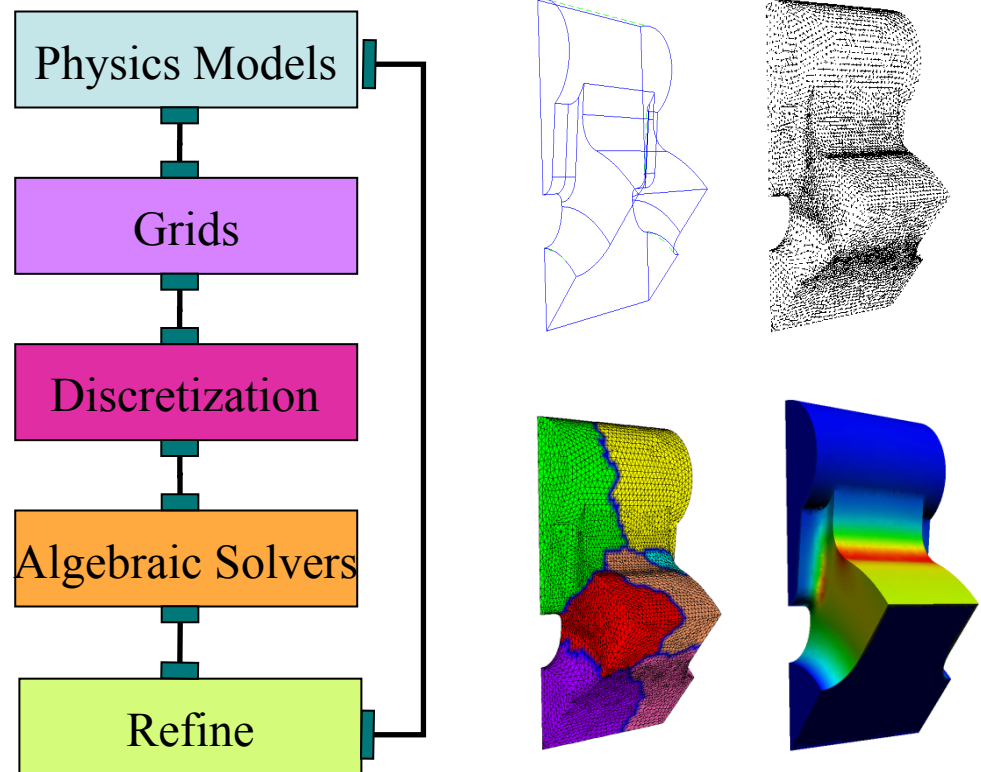 Physics Models
Grids
Discretization
Algebraic Solvers
Refine